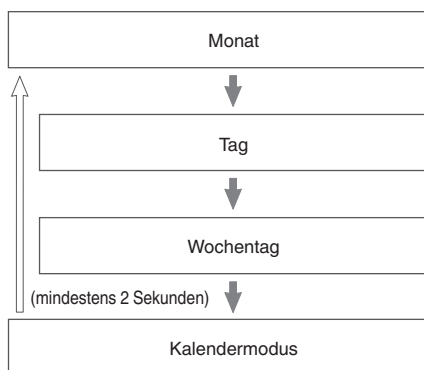 Monat
Tag
Wochentag
(mindestens 2 Sekunden)
Kalendermodus